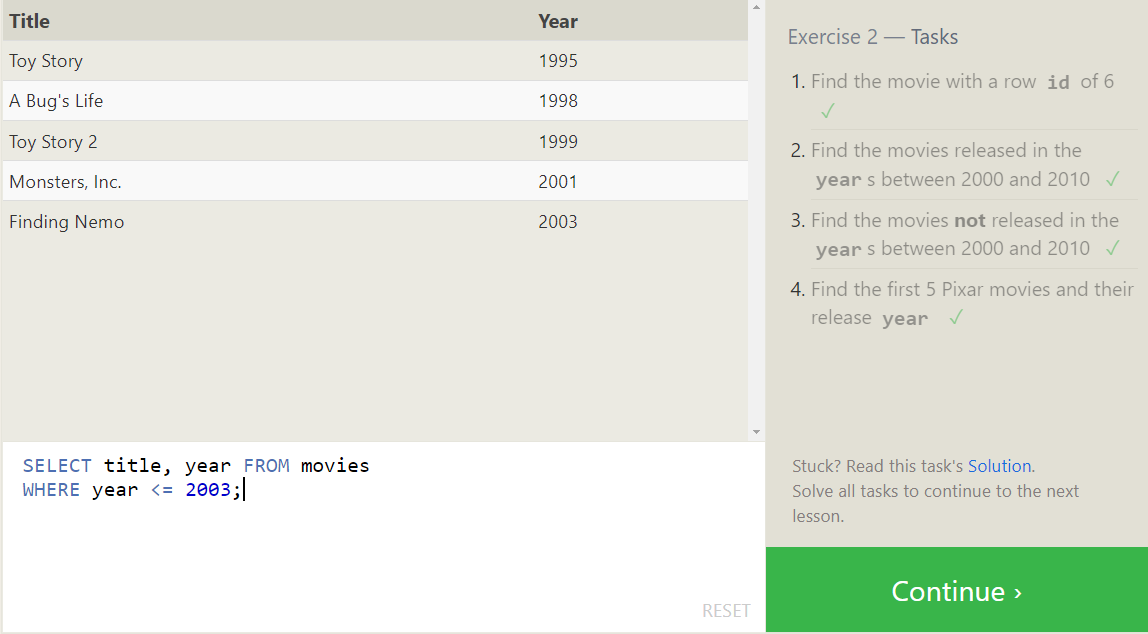 Title Year
Toy Story 1995
A Bug's Life 1998
Toy Story 2 1999
Monsters, Inc. 2001
Finding Nemo 2003
SELECT title, year FROM movies
WHERE year <= 2003;
RESET
Exercise 2 — Tasks
1. Find the movie with a row id of 6
✓
2. Find the movies released in the
year s between 2000 and 2010 ✓
3. Find the movies not released in the
year s between 2000 and 2010 ✓
4. Find the first 5 Pixar movies and their
release year ✓
Stuck? Read this task's Solution.
Solve all tasks to continue to the next
lesson.
Continue ›